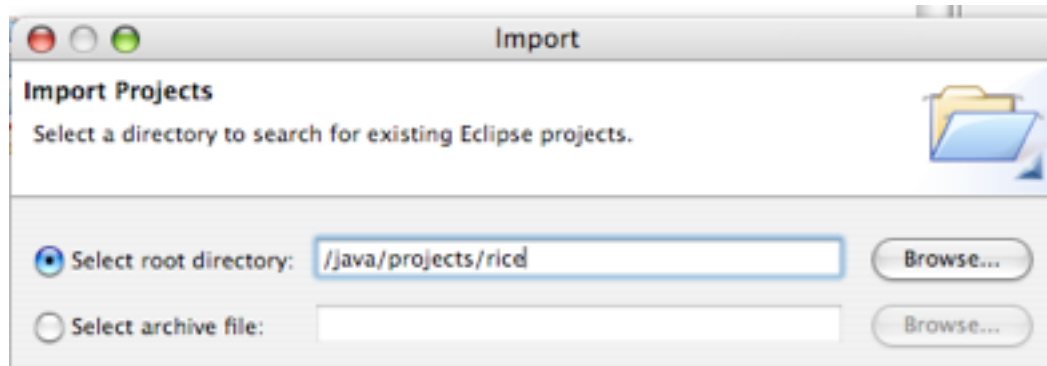 Import
Import Projects
Select a directory to search for existing Eclipse projects.
Select root directory: /java/projects/rice Browse...
Select archive file: Browse...